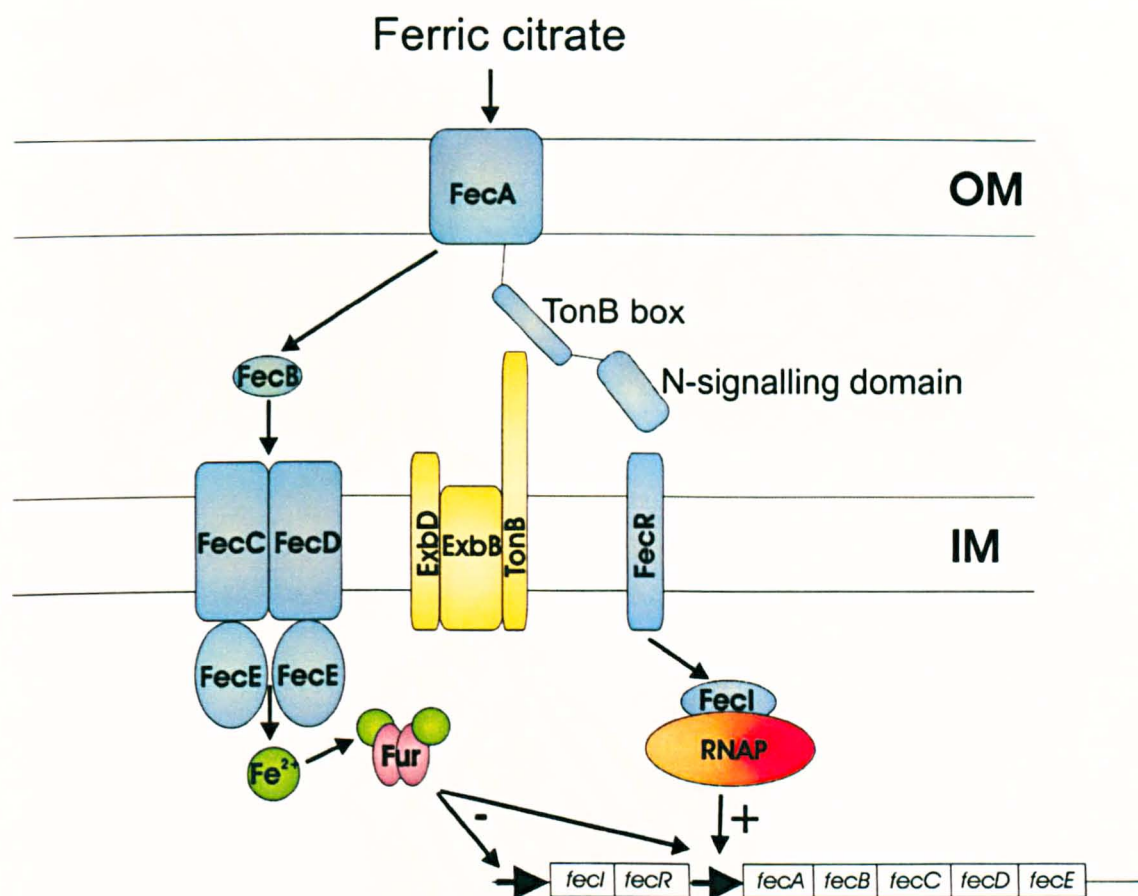 Ferric citrate
FecA
OM
TonB box
FecB
N-signalling domain
FecC FecD
ExbD
ExbB
TonB
FecR
IM
FecE FecE
FecI
RNAP
Fe2+
Fur
-
+
fecI fecR
fecA fecB fecC fecD fecE